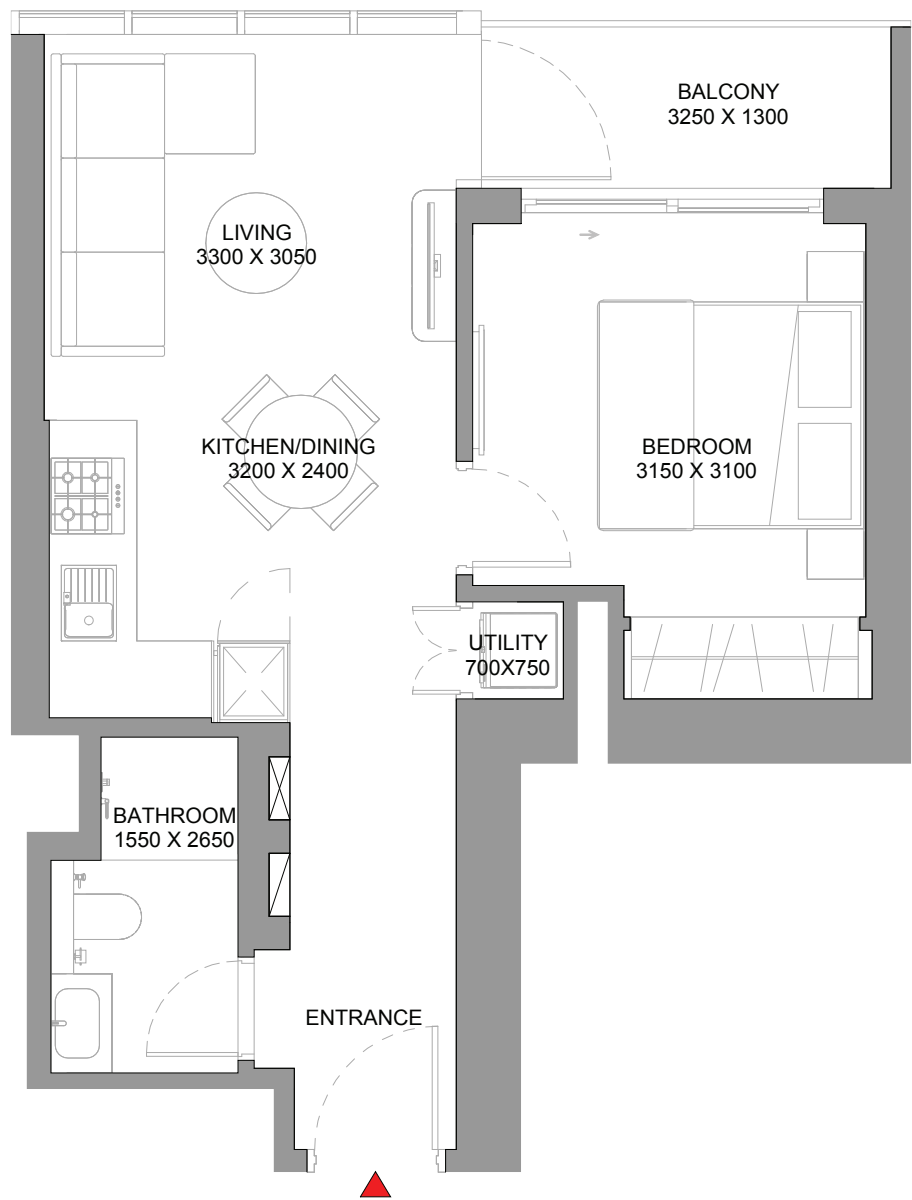 BALCONY
3250 X 1300
LIVING
3300 X 3050
KITCHEN/DINING
3200 X 2400
BEDROOM
3150 X 3100
UTILITY
700X750
BATHROOM
1550 X 2650
ENTRANCE